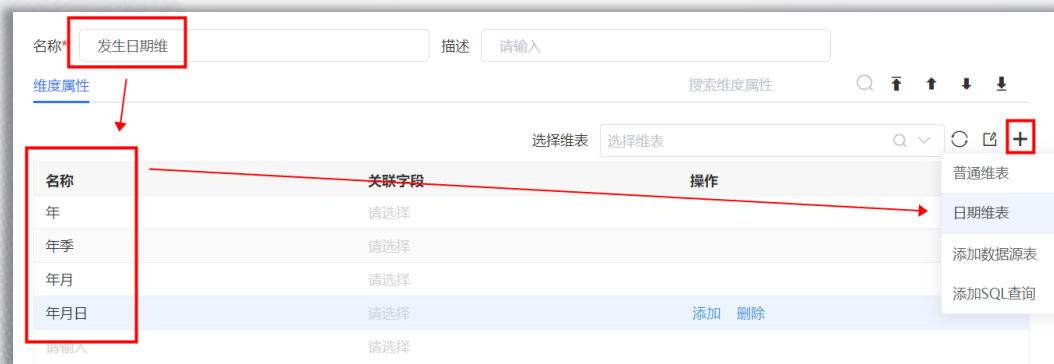 名称* 发生日期维 描述 请输入
维度属性 搜索维度属性
选择维表 选择维表
普通维表
日期维表
添加数据源表
添加SQL查询
名称 关联字段 操作
年 请选择
年季 请选择
年月 请选择
年月日 请选择 添加 删除
请输入 请选择